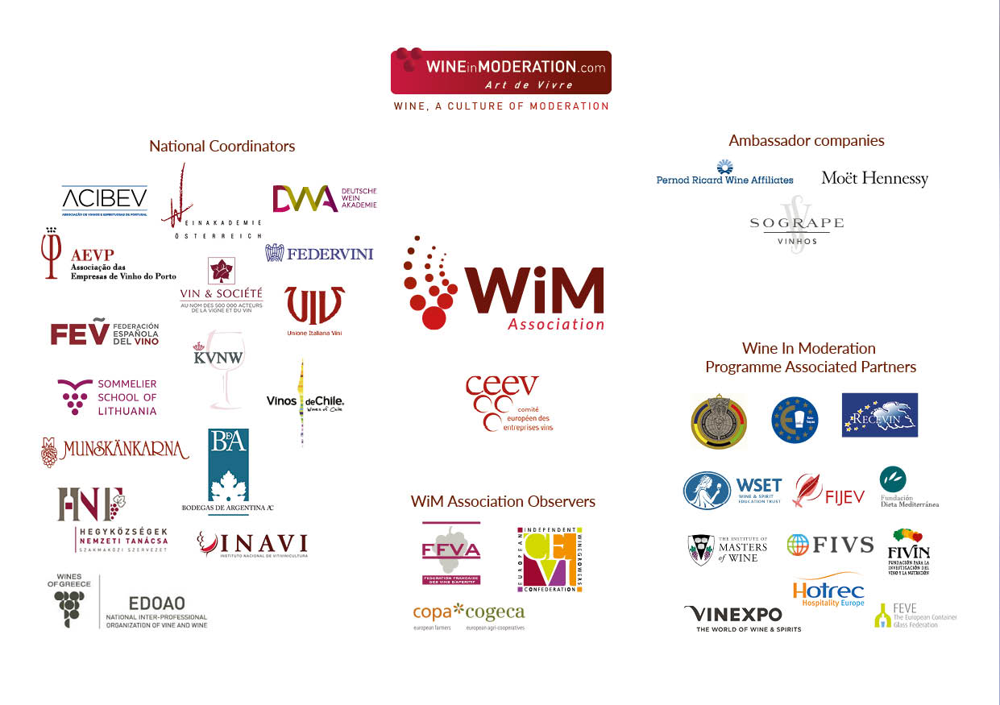 WINEinMODERATION.com
Art de Vivre
WINE, A CULTURE OF MODERATION
National Coordinators
ACIBEV
ASSOCIAÇÃO DE VINHOS E ESPIRITUOSAS DE PORTUGAL
WEINAKADEMIE
ÖSTERREICH
DWA
DEUTSCHE
WEIN
AKADEMIE
AEVP
Associação das
Empresas de Vinho do Porto
FEDERVINI
VIN & SOCIÉTÉ
AU NOM DES 500 000 ACTEURS
DE LA VIGNE ET DU VIN
UIV
Unione Italiana Vini
FEṼ
FEDERACIÓN
ESPAÑOLA
DEL VINO
KVNW
SOMMELIER
SCHOOL OF
LITHUANIA
Vinos deChile.
Wines of Chile
MUNSKÄNKARNA
BDA
BODEGAS DE ARGENTINA AC
HNT
HEGYKÖZSÉGEK
NEMZETI TANÁCSA
SZAKMAKÖZI SZERVEZET
INAVI
INSTITUTO NACIONAL DE VITIVINICULTURA
WINES
OF GREECE
EDOAO
NATIONAL INTER-PROFESSIONAL
ORGANIZATION OF VINE AND WINE
WiM
Association
ceev
comité
européen des
entreprises vins
WiM Association Observers
FFVA
FEDERATION FRANÇAISE
DES VINS D'APERITIF
EUROPEAN
INDEPENDENT
WINEGROWERS
CONFEDERATION
CEVI
copa*cogeca
european farmers european agri-cooperatives
Ambassador companies
Pernod Ricard Wine Affiliates
Moët Hennessy
SOGRAPE
VINHOS
Wine In Moderation
Programme Associated Partners
Euro-Toques
RECEVIN
WSET
WINE & SPIRIT
EDUCATION TRUST
FIJEV
Fundación
Dieta Mediterránea
THE INSTITUTE OF
MASTERS
of WINE
FIVS
FIVIN
FUNDACIÓN PARA LA
INVESTIGACIÓN DEL
VINO Y LA NUTRICIÓN
Hotrec
Hospitality Europe
VINEXPO
THE WORLD OF WINE & SPIRITS
FEVE
The European Container
Glass Federation